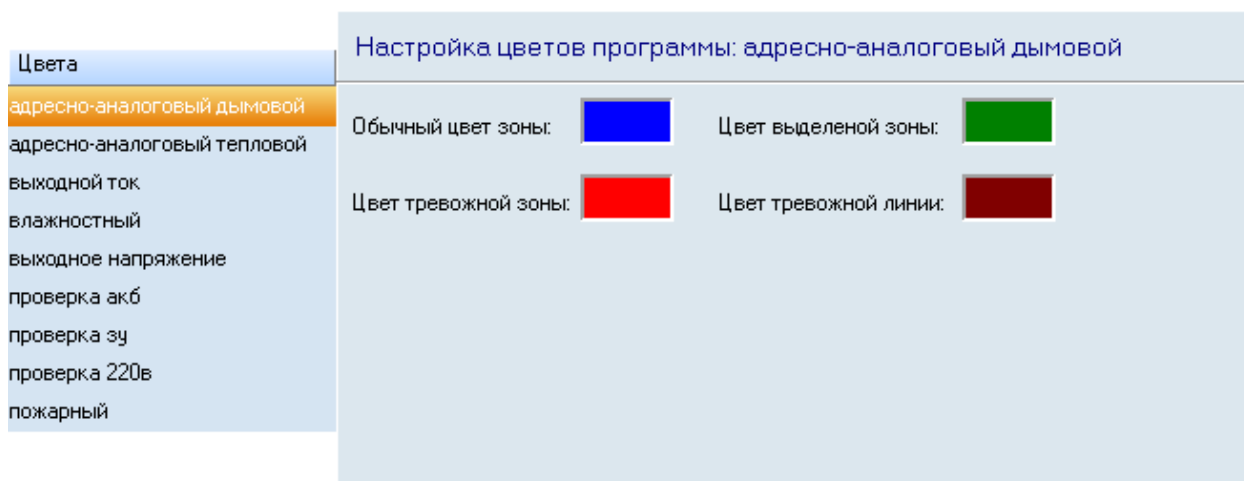 Цвета
адресно-аналоговый дымовой
адресно-аналоговый тепловой
выходной ток
влажностный
выходное напряжение
проверка акб
проверка зу
проверка 220в
пожарный
Настройка цветов программы: адресно-аналоговый дымовой
Обычный цвет зоны: Цвет выделеной зоны:
Цвет тревожной зоны: Цвет тревожной линии: